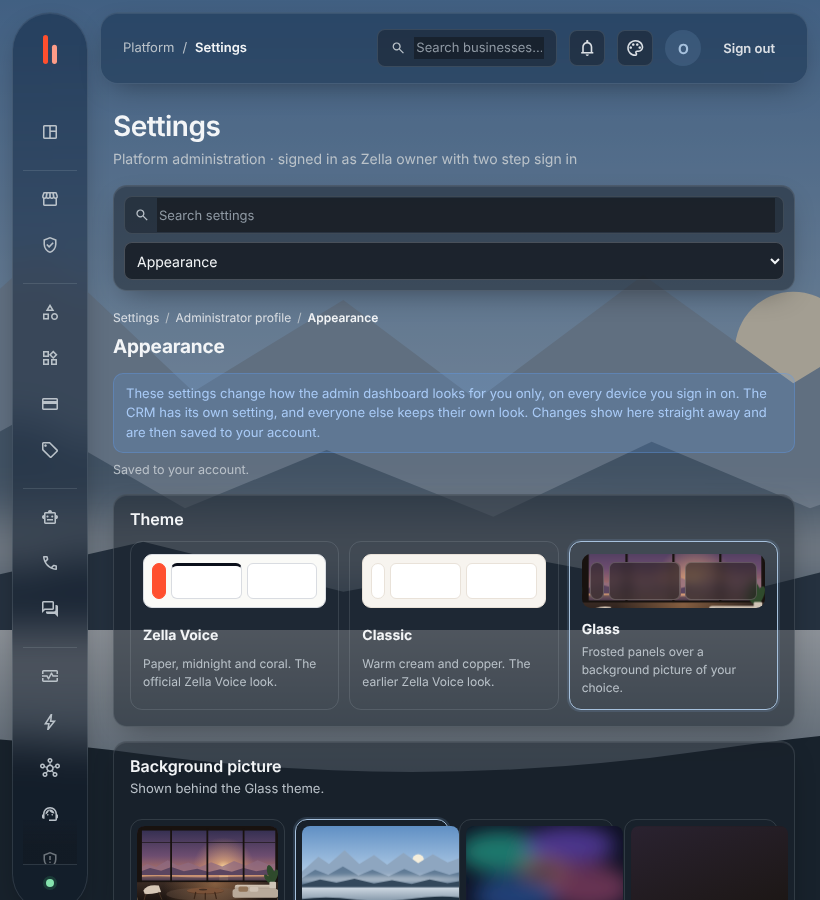 Platform / Settings
Search businesses...
O
Sign out
Settings
Platform administration · signed in as Zella owner with two step sign in
Search settings
Appearance
Settings / Administrator profile / Appearance
Appearance
These settings change how the admin dashboard looks for you only, on every device you sign in on. The
CRM has its own setting, and everyone else keeps their own look. Changes show here straight away and
are then saved to your account.
Saved to your account.
Theme
Zella Voice
Paper, midnight and coral. The
official Zella Voice look.
Classic
Warm cream and copper. The
earlier Zella Voice look.
Glass
Frosted panels over a
background picture of your
choice.
Background picture
Shown behind the Glass theme.